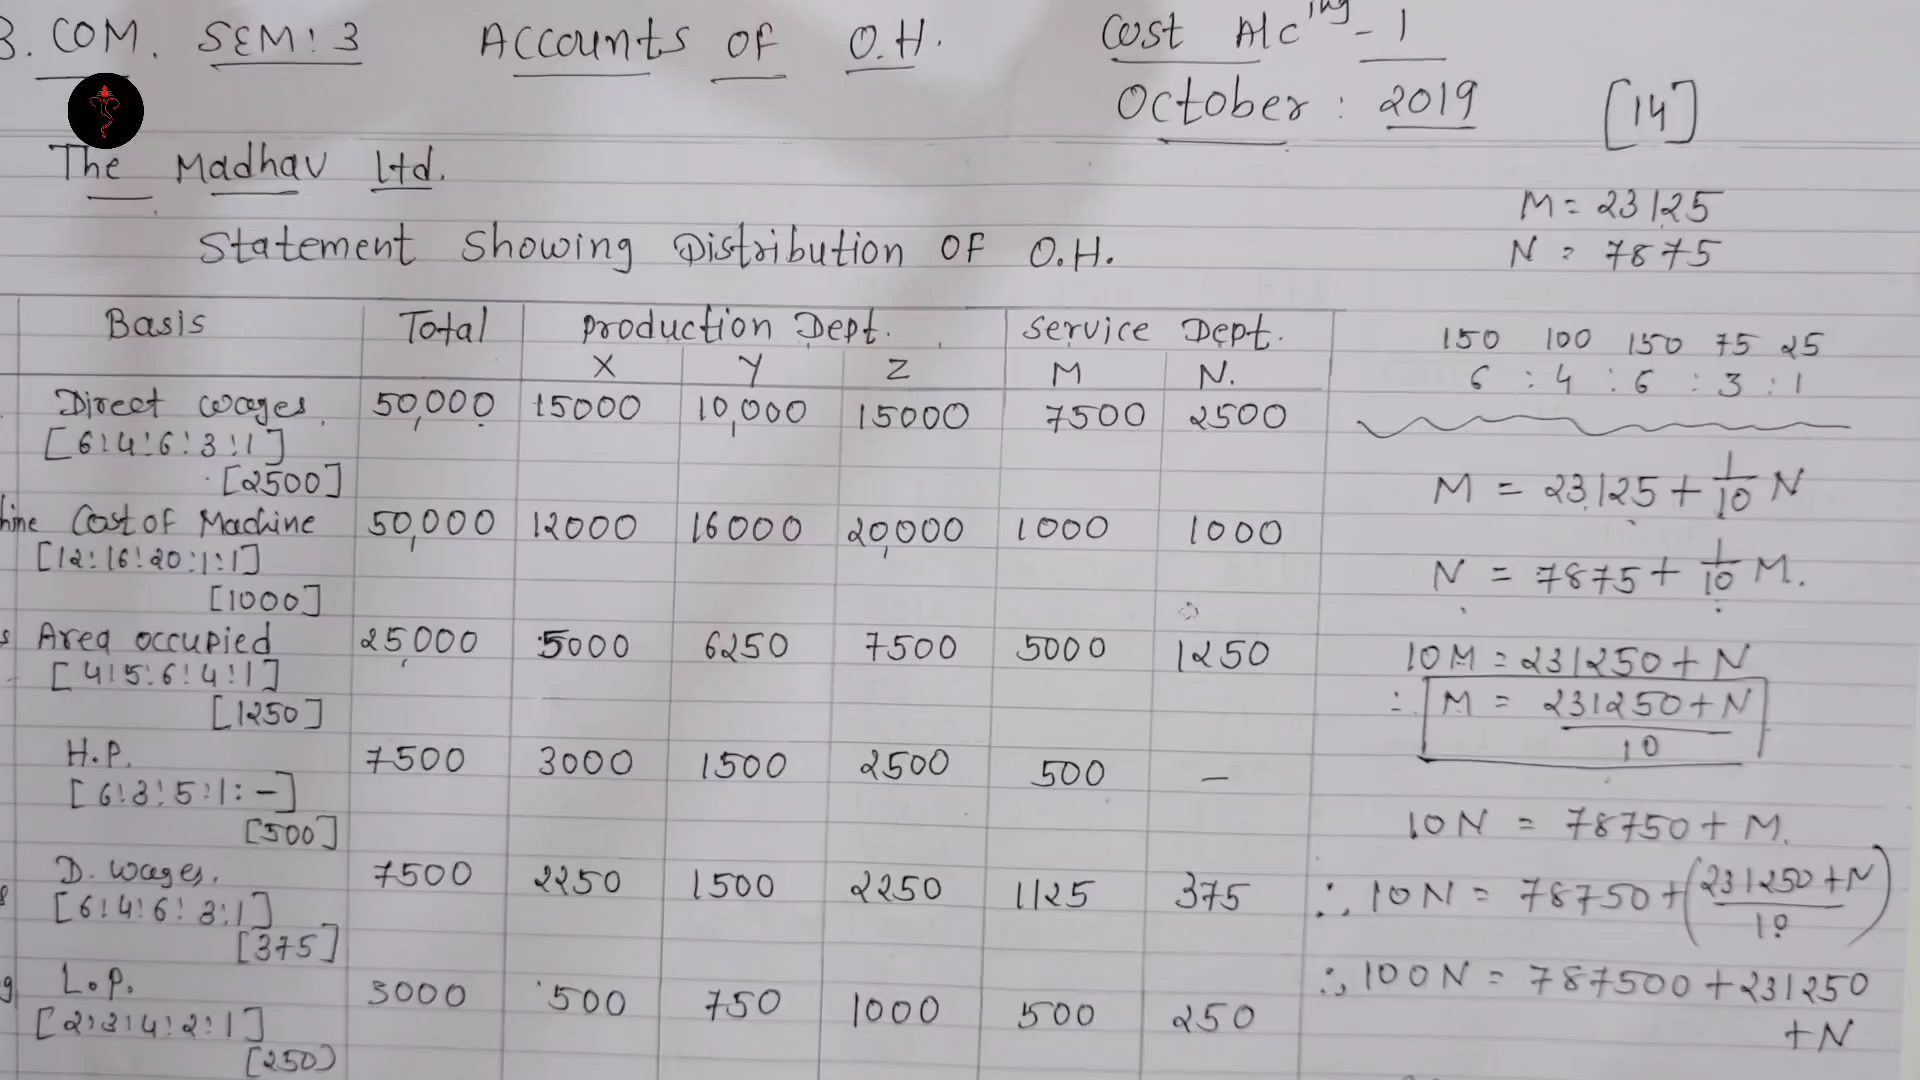 B. COM. SEM: 3 Accounts OF O.H. Cost A/c ing - 1
October : 2019 [14]
The Madhav Ltd.
M = 23125
N = 7875
Statement Showing Distribution OF O.H.
Basis Total Production Dept. Service Dept.
X Y Z M N.
150 100 150 75 25
6 : 4 : 6 : 3 : 1
Direct wages 50,000 15000 10,000 15000 7500 2500
[6:4:6:3:1]
[2500]
M = 23,125 + 1/10 N
hine Cost of Machine 50,000 12000 16000 20,000 1000 1000
[12:16:20:1:1]
[1000]
N = 7875 + 1/10 M.
s Area occupied 25000 5000 6250 7500 5000 1250
[4:5:6:4:1]
[1250]
10M = 231250 + N
∴ M = 231250 + N / 10
H.P. 7500 3000 1500 2500 500 —
[6:3:5:1:-]
[500]
10N = 78750 + M.
D. wages. 7500 2250 1500 2250 1125 375
[6:4:6:3:1]
[375]
∴ 10N = 78750 + (231250 + N / 10)
g L.P. 3000 500 750 1000 500 250
[2:3:4:2:1]
[250)
∴ 100N = 787500 + 231250
+ N